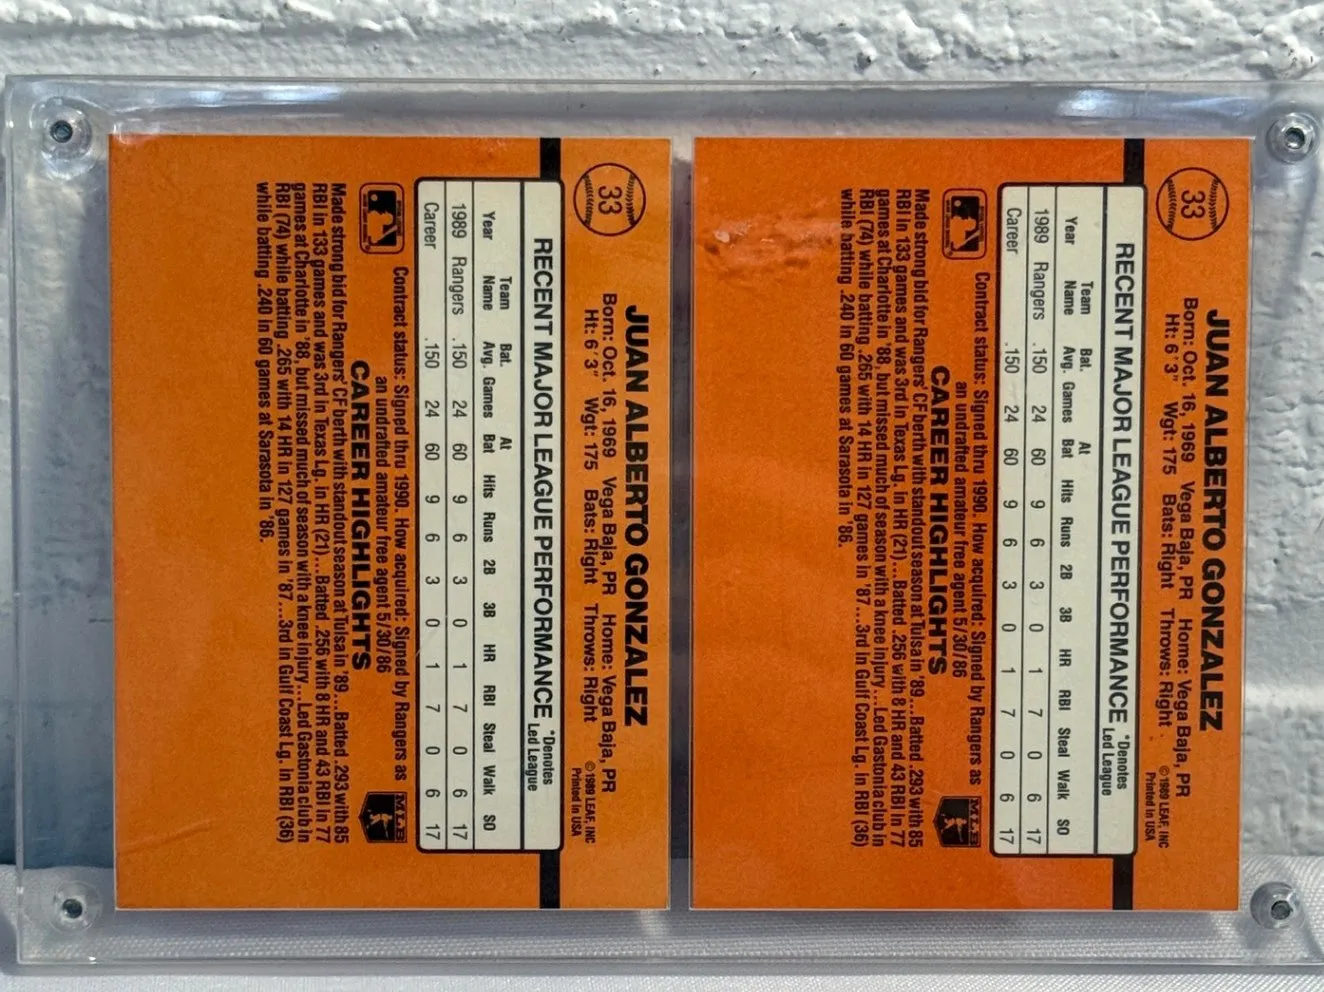 33
JUAN ALBERTO GONZALEZ
Born: Oct. 16, 1969 Vega Baja, PR Home: Vega Baja, PR
Ht: 6'3" Wgt: 175 Bats: Right Throws: Right
©1989 LEAF, INC
Printed in USA
RECENT MAJOR LEAGUE PERFORMANCE
*Denotes
Led League
Year Team Name Bat. Avg. Games At Bat Hits Runs 2B 3B HR RBI Steal Walk SO
1989 Rangers .150 24 60 9 6 3 0 1 7 0 6 17
Career .150 24 60 9 6 3 0 1 7 0 6 17
Contract status: Signed thru 1990. How acquired: Signed by Rangers as
an undrafted amateur free agent 5/30/86
CAREER HIGHLIGHTS
Made strong bid for Rangers' CF berth with standout season at Tulsa in '89...Batted .293 with 85
RBI in 133 games and was 3rd in Texas Lg. in HR (21)...Batted .256 with 8 HR and 43 RBI in 77
games at Charlotte in '88, but missed much of season with a knee injury...Led Gastonia club in
RBI (74) while batting .265 with 14 HR in 127 games in '87...3rd in Gulf Coast Lg. in RBI (36)
while batting .240 in 60 games at Sarasota in '86.
33
JUAN ALBERTO GONZALEZ
Born: Oct. 16, 1969 Vega Baja, PR Home: Vega Baja, PR
Ht: 6'3" Wgt: 175 Bats: Right Throws: Right
©1989 LEAF, INC
Printed in USA
RECENT MAJOR LEAGUE PERFORMANCE
*Denotes
Led League
Year Team Name Bat. Avg. Games At Bat Hits Runs 2B 3B HR RBI Steal Walk SO
1989 Rangers .150 24 60 9 6 3 0 1 7 0 6 17
Career .150 24 60 9 6 3 0 1 7 0 6 17
Contract status: Signed thru 1990. How acquired: Signed by Rangers as
an undrafted amateur free agent 5/30/86
MLB
CAREER HIGHLIGHTS
Made strong bid for Rangers' CF berth with standout season at Tulsa in '89...Batted .293 with 85
RBI in 133 games and was 3rd in Texas Lg. in HR (21)...Batted .256 with 8 HR and 43 RBI in 77
games at Charlotte in '88, but missed much of season with a knee injury...Led Gastonia club in
RBI (74) while batting .265 with 14 HR in 127 games in '87...3rd in Gulf Coast Lg. in RBI (36)
while batting .240 in 60 games at Sarasota in '86.